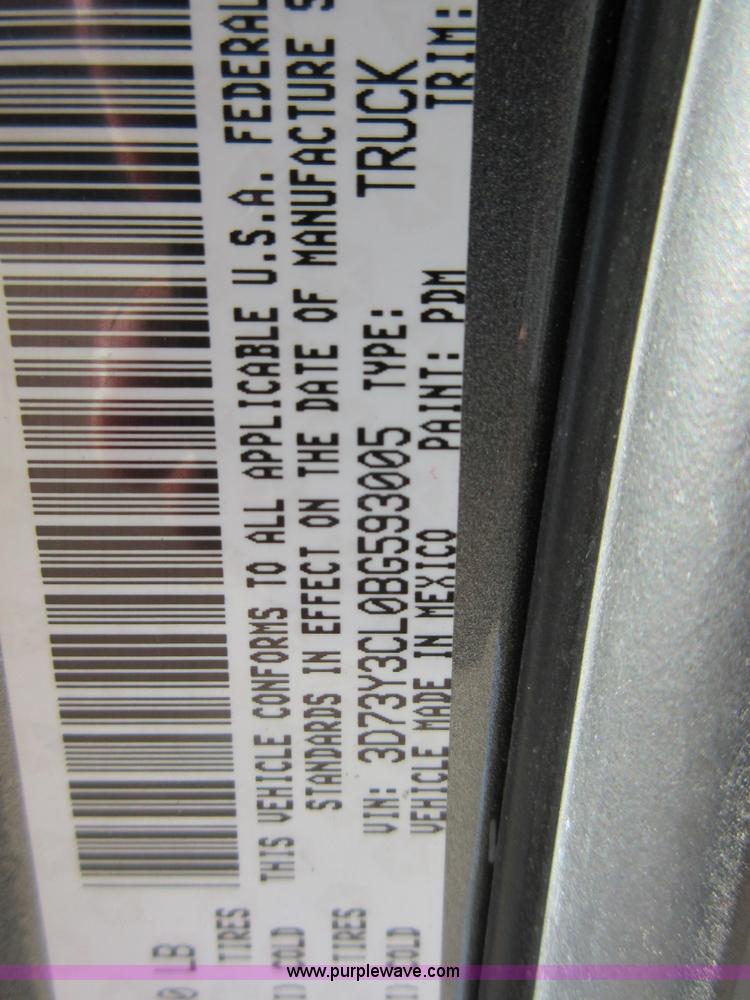 THIS VEHICLE CONFORMS TO ALL APPLICABLE U.S.A. FEDERAL
STANDARDS IN EFFECT ON THE DATE OF MANUFACTURE S
VIN: 3D73Y3CL0BG593005 TYPE: TRUCK
VEHICLE MADE IN MEXICO PAINT: PDM TRIM:
0 LB
TIRES
COLD
TIRES
COLD
www.purplewave.com